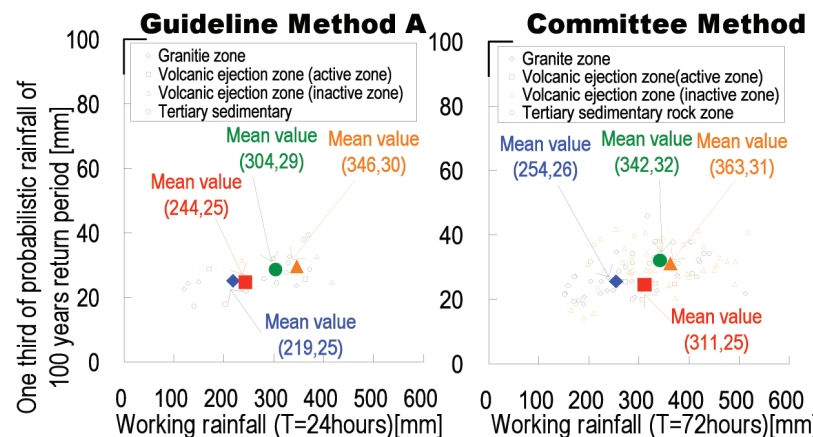 Guideline Method A
One third of probabilistic rainfall of
100 years return period [mm]
100
80
60
40
20
0
Granitie zone
Volcanic ejection zone (active zone)
Volcanic ejection zone (inactive zone)
Tertiary sedimentary
Mean value
(304,29)
Mean value
(346,30)
Mean value
(244,25)
Mean value
(219,25)
0 100 200 300 400 500 600
Working rainfall (T=24hours)[mm]
Committee Method
100
80
60
40
20
0
Granitie zone
Volcanic ejection zone(active zone)
Volcanic ejection zone (inactive zone)
Tertiary sedimentary rock zone
Mean value
(254,26)
Mean value
(342,32)
Mean value
(363,31)
Mean value
(311,25)
0 100 200 300 400 500 600
Working rainfall (T=72hours)[mm]